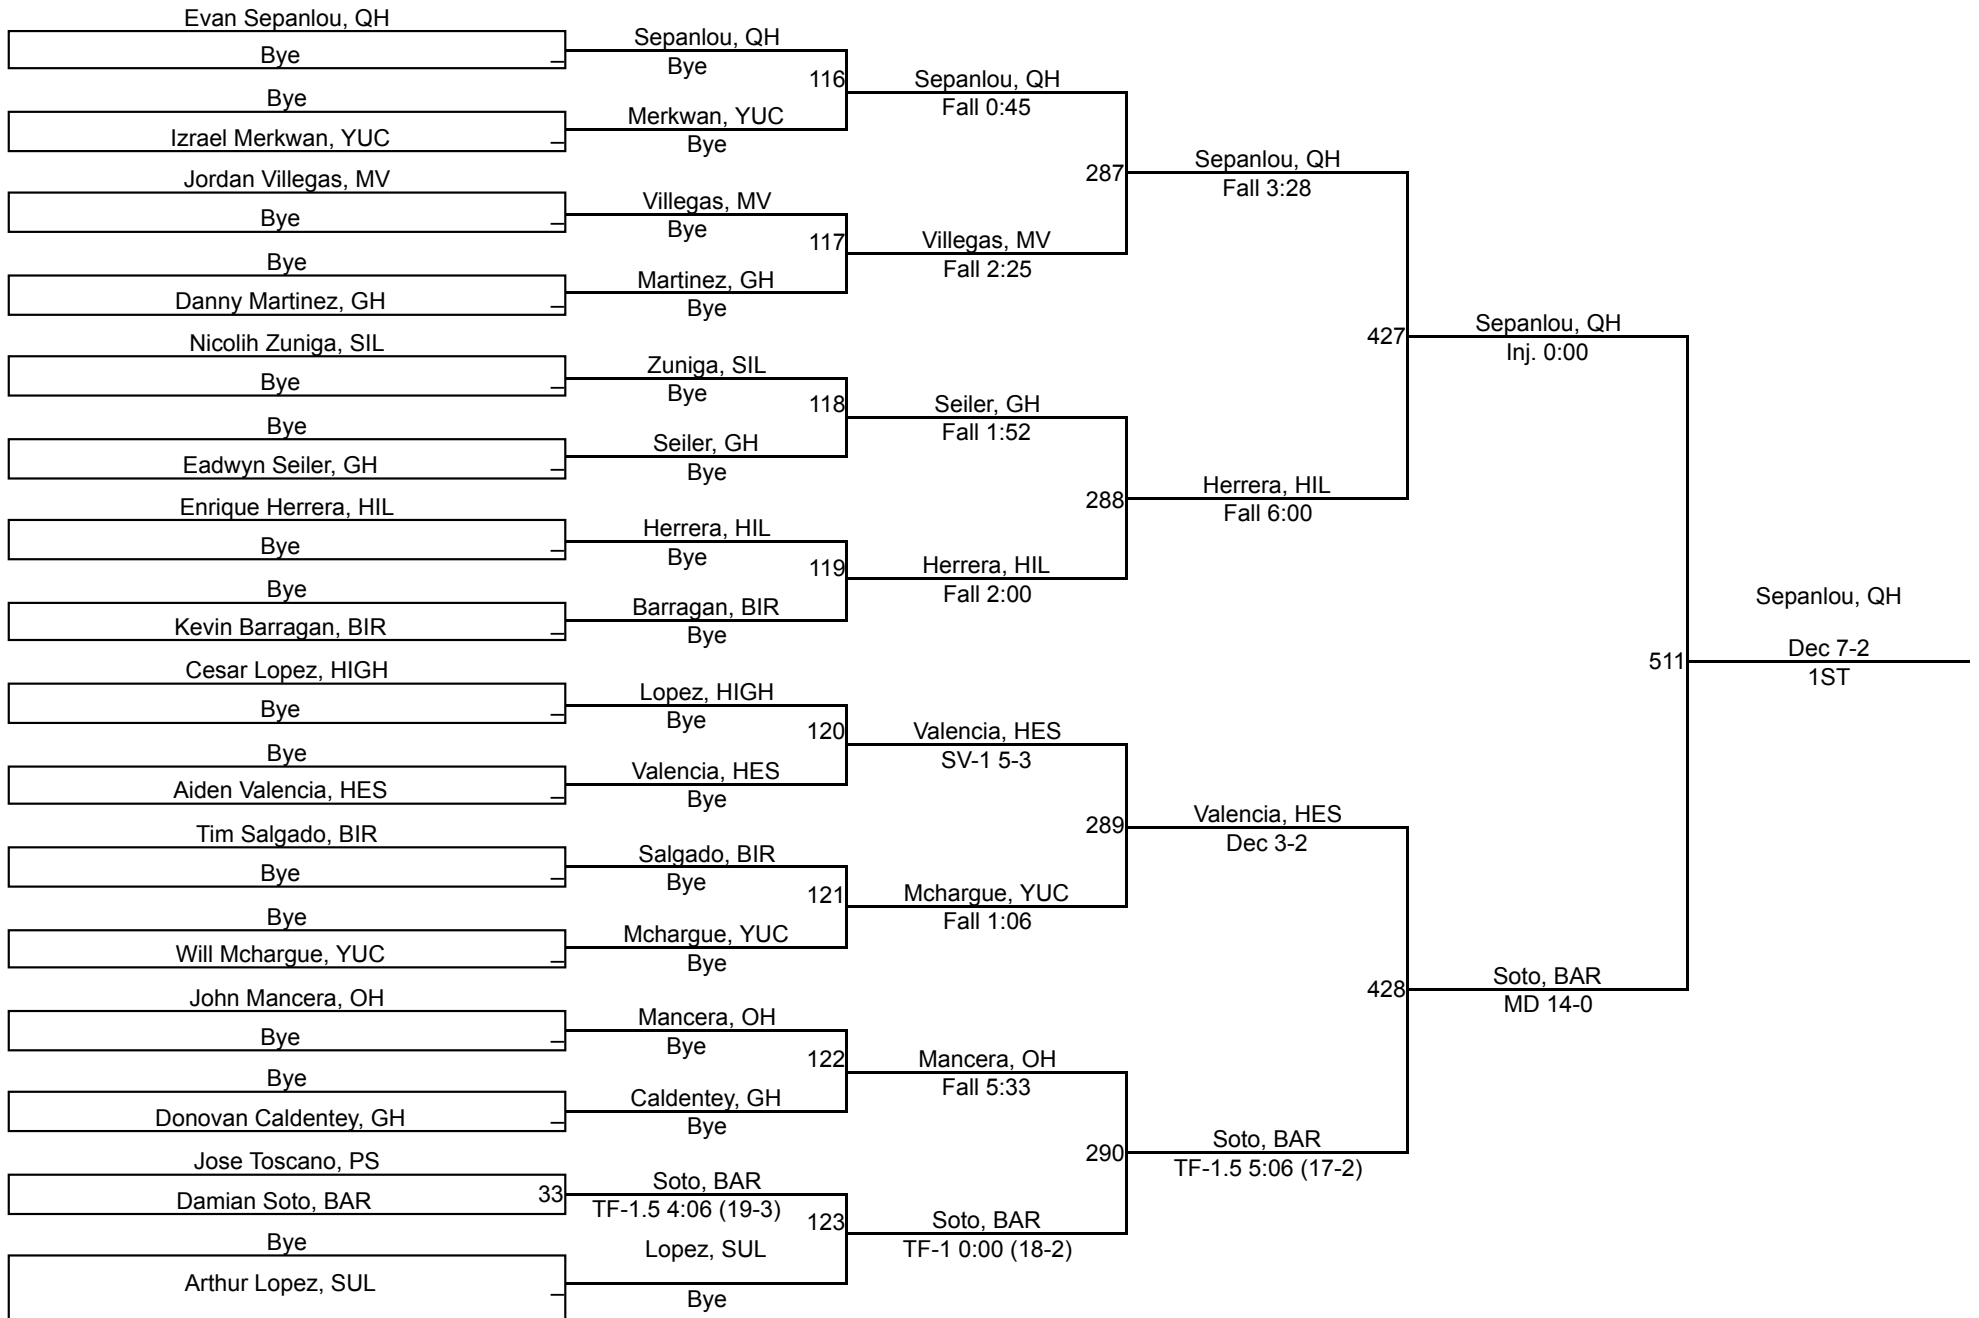 Evan Sepanlou, QH
Bye
Bye
Izrael Merkwan, YUC
Jordan Villegas, MV
Bye
Bye
Danny Martinez, GH
Nicolih Zuniga, SIL
Bye
Bye
Eadwyn Seiler, GH
Enrique Herrera, HIL
Bye
Bye
Kevin Barragan, BIR
Cesar Lopez, HIGH
Bye
Bye
Aiden Valencia, HES
Tim Salgado, BIR
Bye
Bye
Will Mchargue, YUC
John Mancera, OH
Bye
Bye
Donovan Caldentey, GH
Jose Toscano, PS
Damian Soto, BAR
33
Bye
Arthur Lopez, SUL
Sepanlou, QH
Bye
116
Merkwan, YUC
Bye
Villegas, MV
Bye
117
Martinez, GH
Bye
Zuniga, SIL
Bye
118
Seiler, GH
Bye
Herrera, HIL
Bye
119
Barragan, BIR
Bye
Lopez, HIGH
Bye
120
Valencia, HES
Bye
Salgado, BIR
Bye
121
Mchargue, YUC
Bye
Mancera, OH
Bye
122
Caldentey, GH
Bye
Soto, BAR
TF-1.5 4:06 (19-3)
123
Lopez, SUL
Bye
Sepanlou, QH
Fall 0:45
287
Villegas, MV
Fall 2:25
Seiler, GH
Fall 1:52
288
Herrera, HIL
Fall 2:00
Valencia, HES
SV-1 5-3
289
Mchargue, YUC
Fall 1:06
Mancera, OH
Fall 5:33
290
Soto, BAR
TF-1 0:00 (18-2)
Sepanlou, QH
Fall 3:28
427
Herrera, HIL
Fall 6:00
Valencia, HES
Dec 3-2
428
Soto, BAR
TF-1.5 5:06 (17-2)
Sepanlou, QH
Inj. 0:00
511
Soto, BAR
MD 14-0
Sepanlou, QH
Dec 7-2
1ST